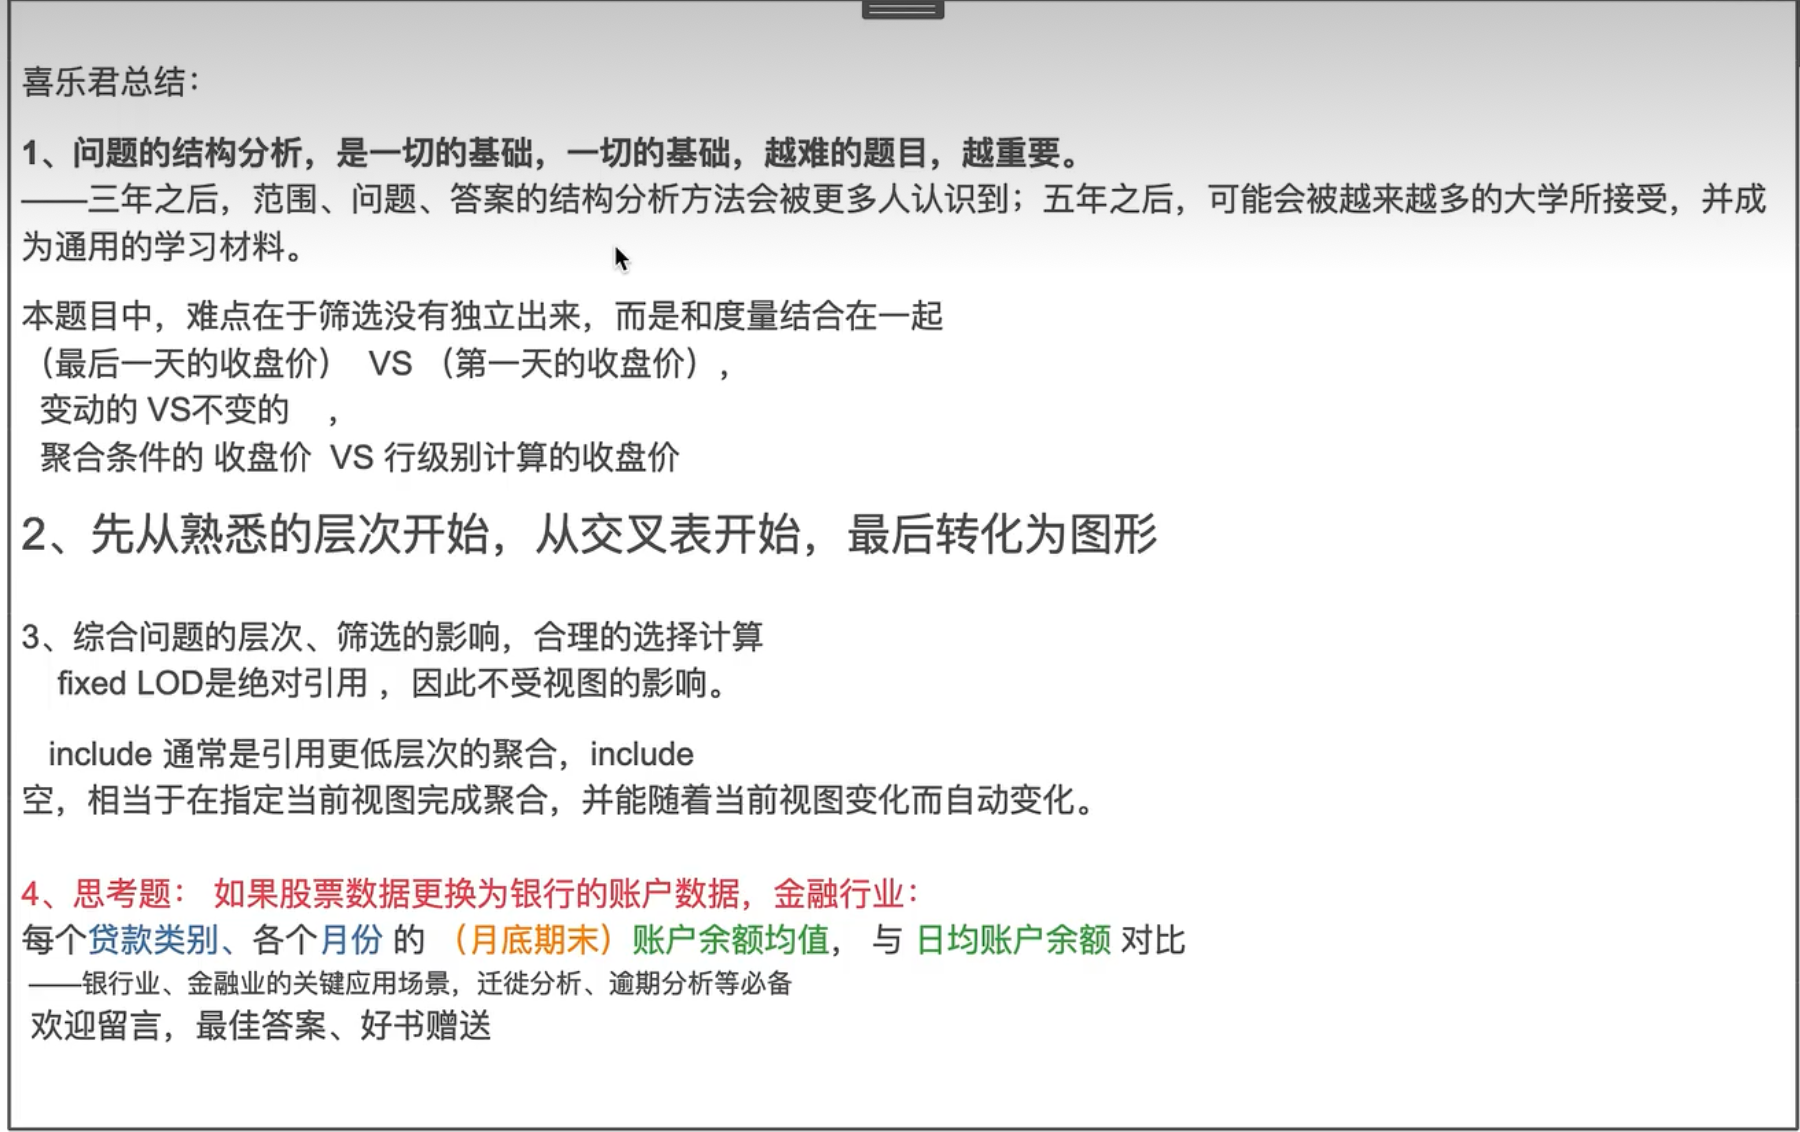 喜乐君总结：
1、问题的结构分析，是一切的基础，一切的基础，越难的题目，越重要。
——三年之后，范围、问题、答案的结构分析方法会被更多人认识到；五年之后，可能会被越来越多的大学所接受，并成
为通用的学习材料。
本题目中，难点在于筛选没有独立出来，而是和度量结合在一起
（最后一天的收盘价） VS （第一天的收盘价），
变动的 VS不变的 ，
聚合条件的 收盘价 VS 行级别计算的收盘价
2、先从熟悉的层次开始，从交叉表开始，最后转化为图形
3、综合问题的层次、筛选的影响，合理的选择计算
fixed LOD是绝对引用 ，因此不受视图的影响。
include 通常是引用更低层次的聚合，include
空，相当于在指定当前视图完成聚合，并能随着当前视图变化而自动变化。
4、思考题： 如果股票数据更换为银行的账户数据，金融行业：
每个贷款类别、各个月份 的 （月底期末）账户余额均值， 与 日均账户余额 对比
——银行业、金融业的关键应用场景，迁徙分析、逾期分析等必备
欢迎留言，最佳答案、好书赠送